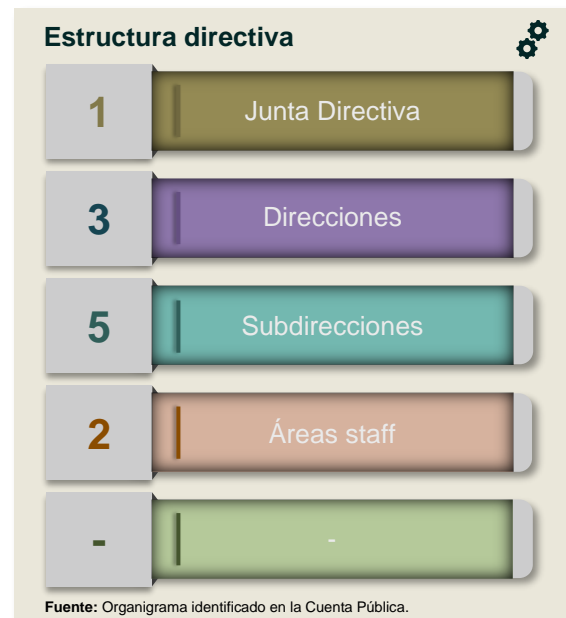 Estructura directiva
1 Junta Directiva
3 Direcciones
5 Subdirecciones
2 Áreas staff
- -
Fuente: Organigrama identificado en la Cuenta Pública.